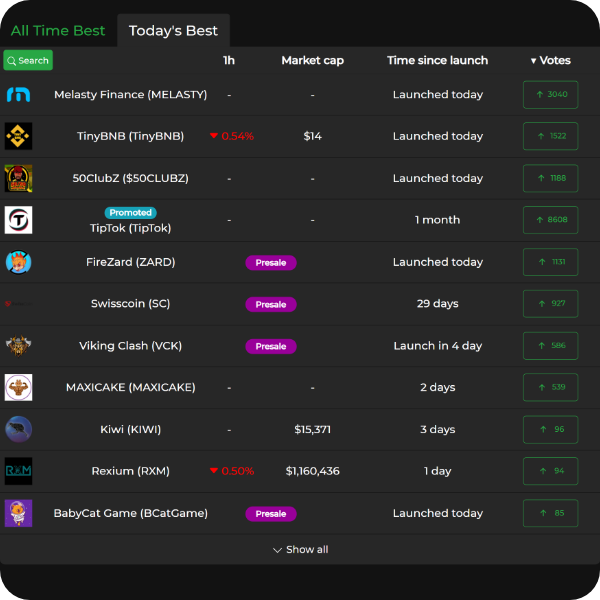 All Time Best Today's Best
Search 1h Market cap Time since launch ▼ Votes
Melasty Finance (MELASTY) - - Launched today ↑ 3040
TinyBNB (TinyBNB) ▼ 0.54% $14 Launched today ↑ 1522
50ClubZ ($50CLUBZ) - - Launched today ↑ 1188
Promoted
TipTok (TipTok) - - 1 month ↑ 8608
FireZard (ZARD) Presale Launched today ↑ 1131
Swisscoin (SC) Presale 29 days ↑ 927
Viking Clash (VCK) Presale Launch in 4 day ↑ 586
MAXICAKE (MAXICAKE) - - 2 days ↑ 539
Kiwi (KIWI) - $15,371 3 days ↑ 96
RXM Rexium (RXM) ▼ 0.50% $1,160,436 1 day ↑ 94
BabyCat Game (BCatGame) Presale Launched today ↑ 85
Show all